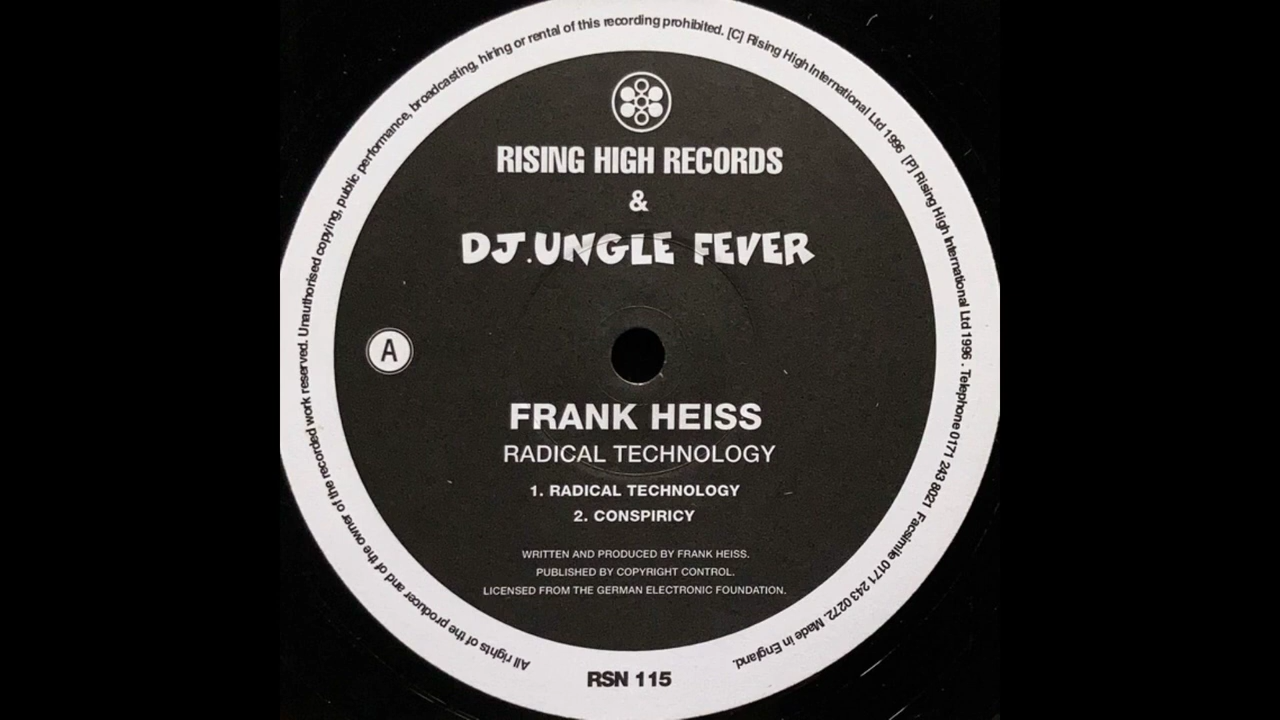 RISING HIGH RECORDS
&
DJ.UNGLE FEVER
A
FRANK HEISS
RADICAL TECHNOLOGY
1. RADICAL TECHNOLOGY
2. CONSPIRICY
WRITTEN AND PRODUCED BY FRANK HEISS.
PUBLISHED BY COPYRIGHT CONTROL.
LICENSED FROM THE GERMAN ELECTRONIC FOUNDATION.
All rights of the producer and of the owner of the recorded work reserved. Unauthorised copying, public performance, broadcasting, hiring or rental of this recording prohibited. [C] Rising High International Ltd 1996 [P] Rising High International Ltd 1996 . Telephone 0171 243 8021 Facsimile 0171 243 0272. Made in England.
RSN 115